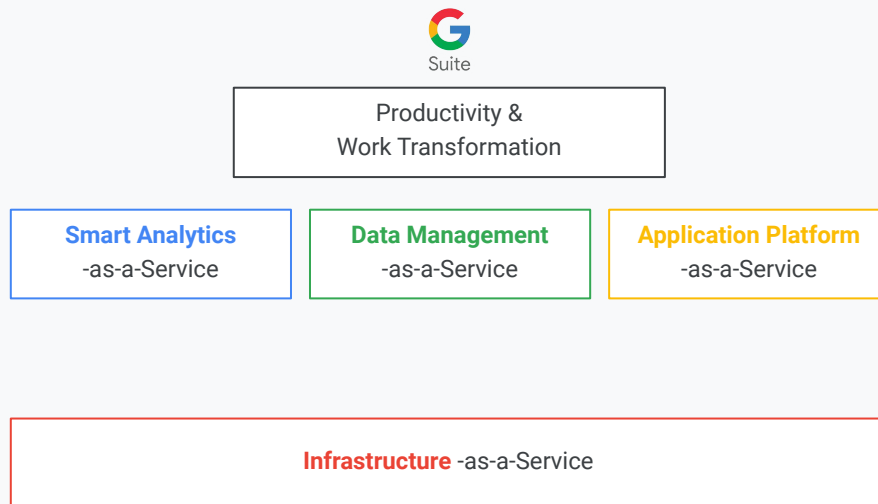 G
Suite
Productivity &
Work Transformation
Smart Analytics
-as-a-Service
Data Management
-as-a-Service
Application Platform
-as-a-Service
Infrastructure -as-a-Service